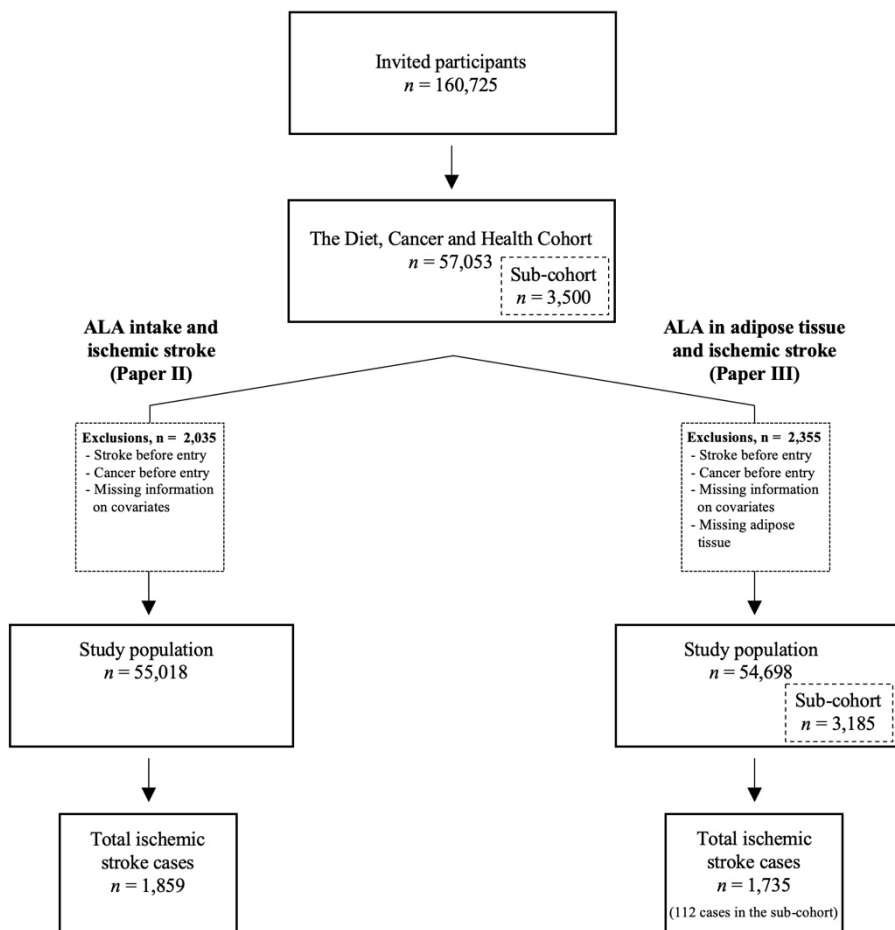 Invited participants
n = 160,725
The Diet, Cancer and Health Cohort
n = 57,053
Sub-cohort
n = 3,500
ALA intake and
ischemic stroke
(Paper II)
ALA in adipose tissue
and ischemic stroke
(Paper III)
Exclusions, n = 2,035
- Stroke before entry
- Cancer before entry
- Missing information
on covariates
Exclusions, n = 2,355
- Stroke before entry
- Cancer before entry
- Missing information
on covariates
- Missing adipose
tissue
Study population
n = 55,018
Study population
n = 54,698
Sub-cohort
n = 3,185
Total ischemic
stroke cases
n = 1,859
Total ischemic
stroke cases
n = 1,735
(112 cases in the sub-cohort)